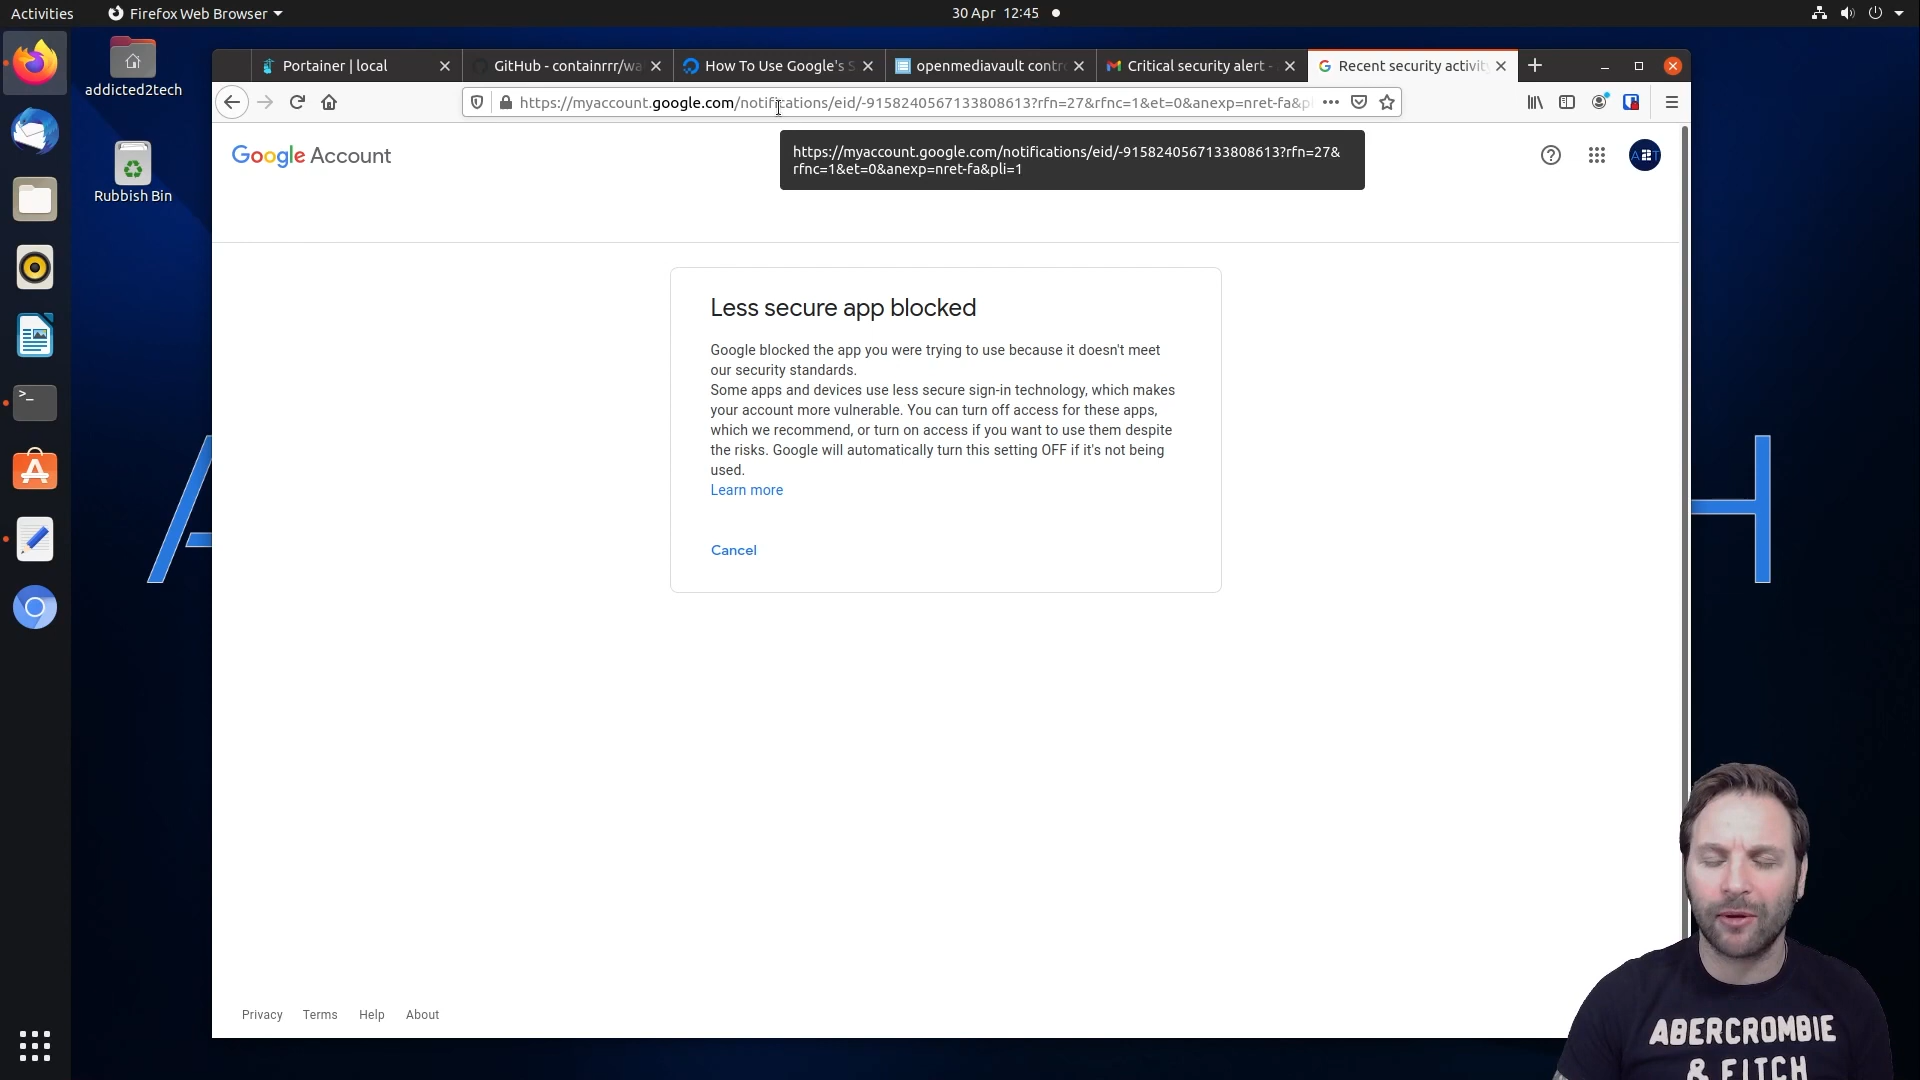 Activities
Firefox Web Browser
30 Apr 12:45
addicted2tech
Rubbish Bin
Portainer | local
GitHub - containrrr/wa
How To Use Google's S
openmediavault contr
Critical security alert -
Recent security activity
https://myaccount.google.com/notifications/eid/-9158240567133808613?rfn=27&rfnc=1&et=0&anexp=nret-fa&pl
https://myaccount.google.com/notifications/eid/-9158240567133808613?rfn=27&
rfnc=1&et=0&anexp=nret-fa&pli=1
Google Account
A2T
Less secure app blocked
Google blocked the app you were trying to use because it doesn't meet
our security standards.
Some apps and devices use less secure sign-in technology, which makes
your account more vulnerable. You can turn off access for these apps,
which we recommend, or turn on access if you want to use them despite
the risks. Google will automatically turn this setting OFF if it's not being
used.
Learn more
Cancel
A
H
Privacy
Terms
Help
About
ABERCROMBIE
& FITCH